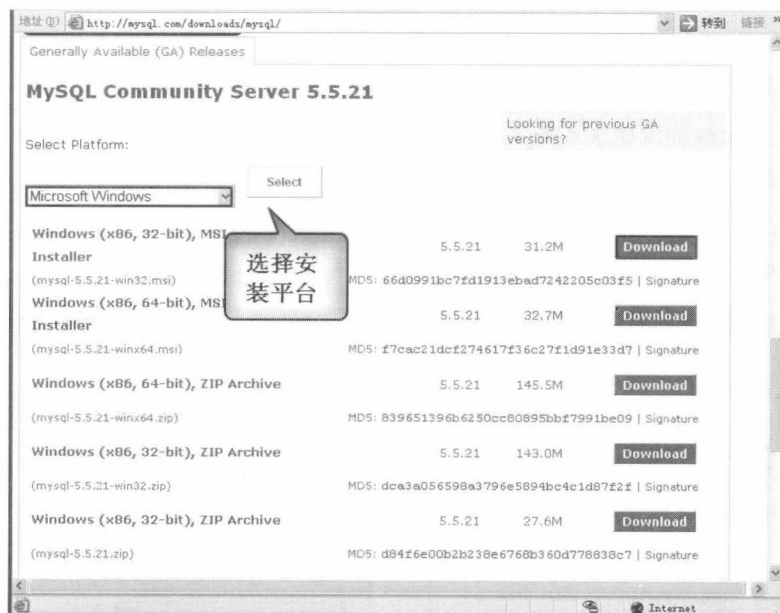 地址(D) http://mysql.com/downloads/mysql/ 转到 链接 »
Generally Available (GA) Releases
MySQL Community Server 5.5.21
Looking for previous GA
versions?
Select Platform:
Microsoft Windows
Select
选择安
装平台
Windows (x86, 32-bit), MSI
Installer
5.5.21 31.2M Download
(mysql-5.5.21-win32.msi) MD5: 66d0991bc7fd1913ebad7242205c03f5 | Signature
Windows (x86, 64-bit), MSI
Installer
5.5.21 32.7M Download
(mysql-5.5.21-winx64.msi) MD5: f7cac21dcf274617f36c27f1d91e33d7 | Signature
Windows (x86, 64-bit), ZIP Archive 5.5.21 145.5M Download
(mysql-5.5.21-winx64.zip) MD5: 839651396b6250cc80895bbf7991be09 | Signature
Windows (x86, 32-bit), ZIP Archive 5.5.21 143.0M Download
(mysql-5.5.21-win32.zip) MD5: dca3a056598a3796e5894bc4c1d87f2f | Signature
Windows (x86, 32-bit), ZIP Archive 5.5.21 27.6M Download
(mysql-5.5.21.zip) MD5: d84f6e00b2b238e6768b360d778838c7 | Signature
Internet